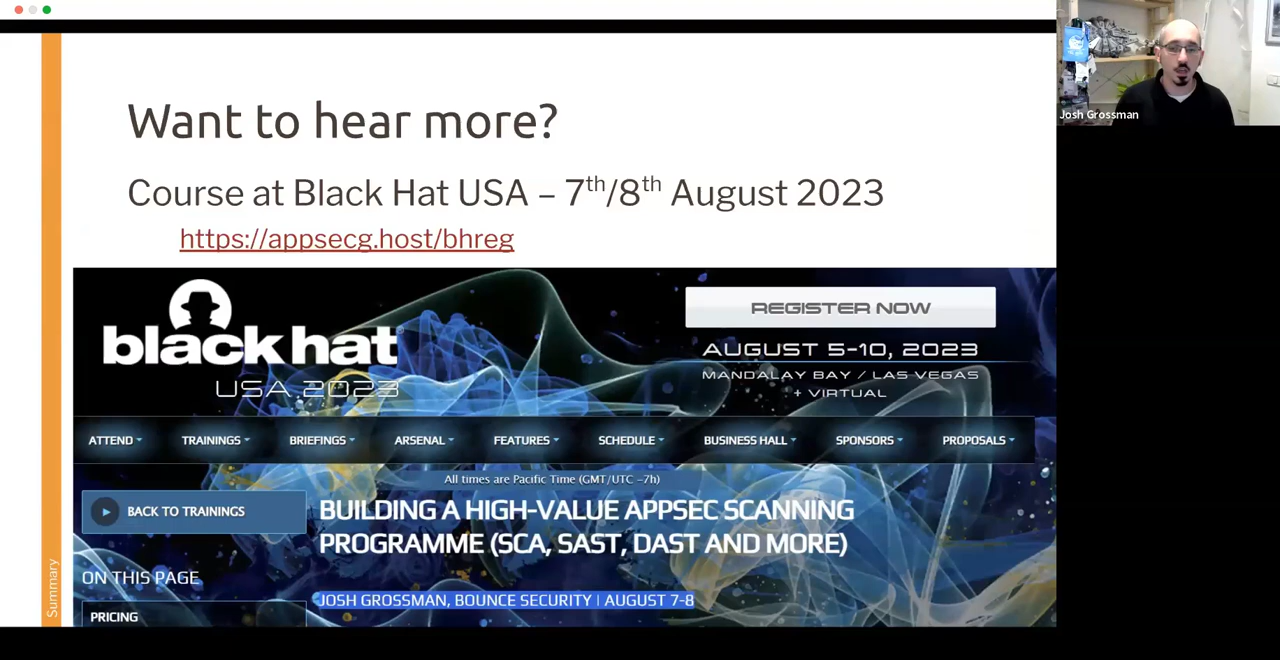 Want to hear more?
Course at Black Hat USA – 7th/8th August 2023
https://appsecg.host/bhreg
black hat
USA 2023
REGISTER NOW
AUGUST 5-10, 2023
MANDALAY BAY / LAS VEGAS
+ VIRTUAL
ATTEND TRAININGS BRIEFINGS ARSENAL FEATURES SCHEDULE BUSINESS HALL SPONSORS PROPOSALS
All times are Pacific Time (GMT/UTC –7h)
BACK TO TRAININGS
BUILDING A HIGH-VALUE APPSEC SCANNING
PROGRAMME (SCA, SAST, DAST AND MORE)
ON THIS PAGE
JOSH GROSSMAN, BOUNCE SECURITY | AUGUST 7-8
PRICING
Summary
Josh Grossman